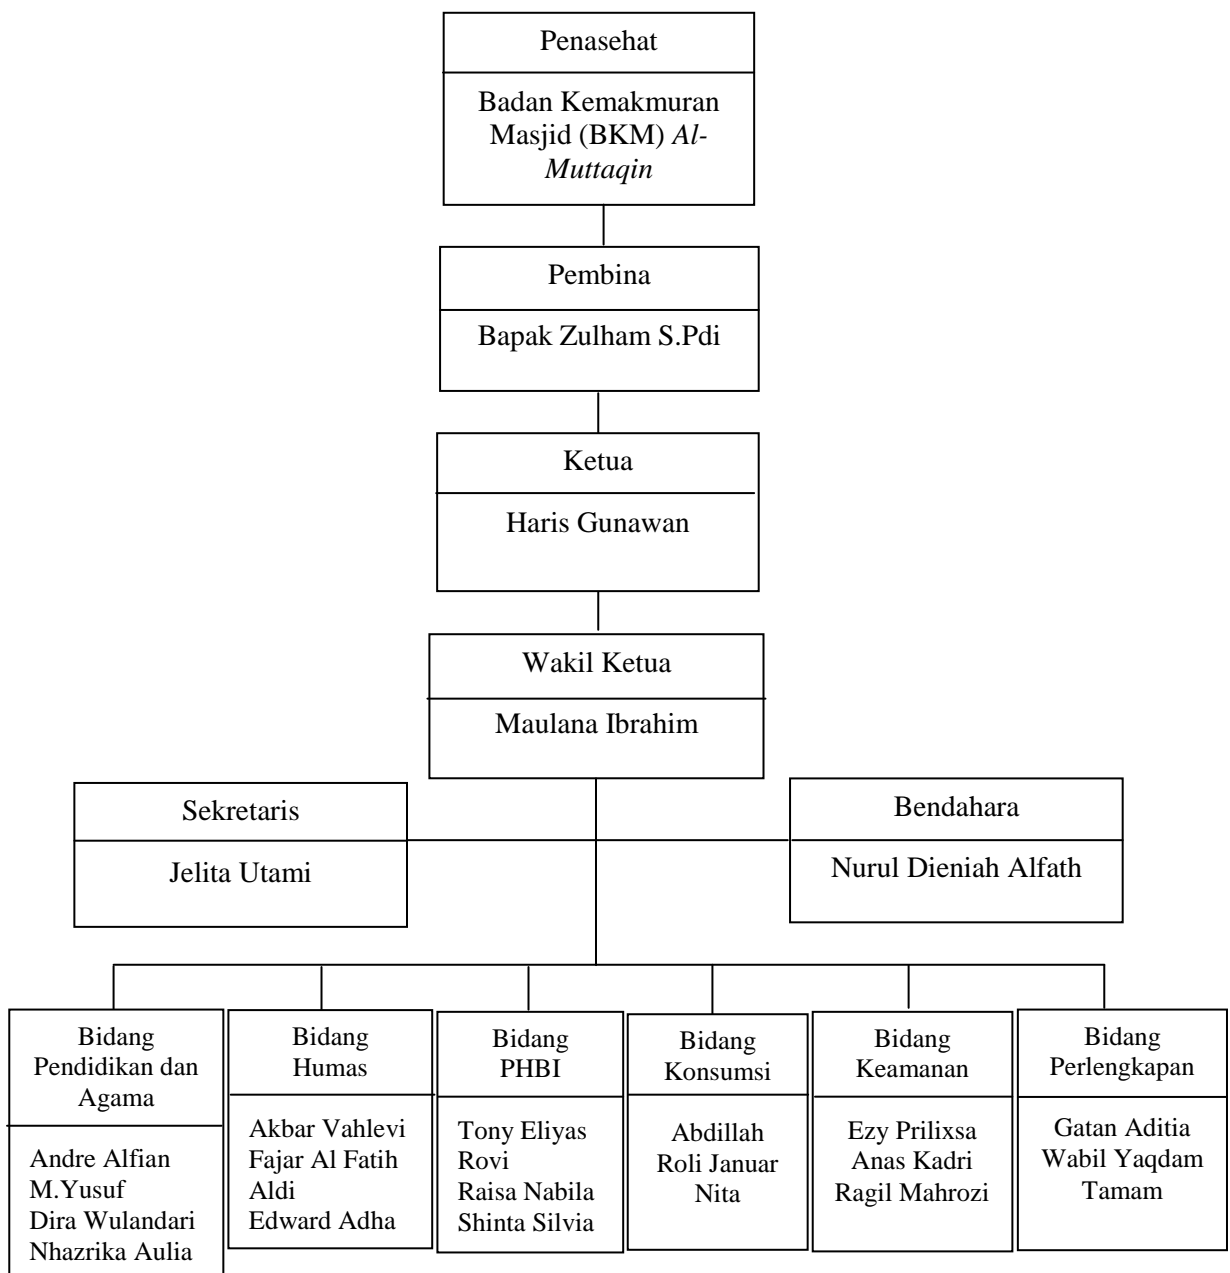 Penasehat
Badan Kemakmuran
Masjid (BKM) Al-
Muttaqin
Pembina
Bapak Zulham S.Pdi
Ketua
Haris Gunawan
Wakil Ketua
Maulana Ibrahim
Sekretaris
Jelita Utami
Bendahara
Nurul Dieniah Alfath
Bidang
Pendidikan dan
Agama
Andre Alfian
M.Yusuf
Dira Wulandari
Nhazrika Aulia
Bidang
Humas
Akbar Vahlevi
Fajar Al Fatih
Aldi
Edward Adha
Bidang
PHBI
Tony Eliyas
Rovi
Raisa Nabila
Shinta Silvia
Bidang
Konsumsi
Abdillah
Roli Januar
Nita
Bidang
Keamanan
Ezy Prilixsa
Anas Kadri
Ragil Mahrozi
Bidang
Perlengkapan
Gatan Aditia
Wabil Yaqdam
Tamam